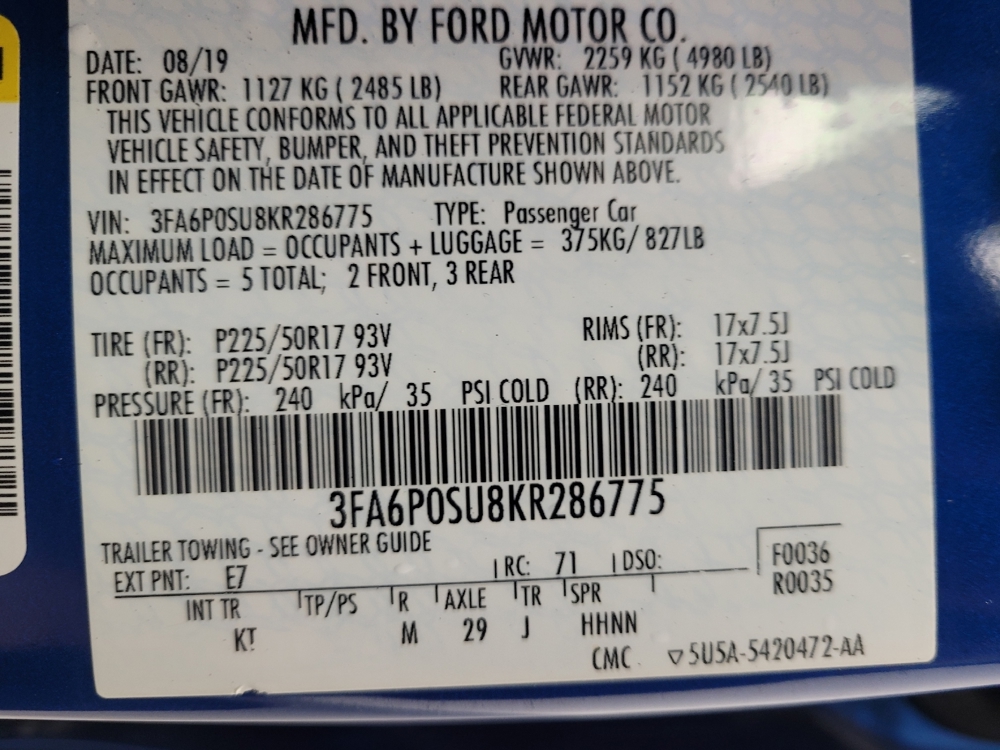 MFD. BY FORD MOTOR CO.
DATE: 08/19 GVWR: 2259 KG ( 4980 LB)
FRONT GAWR: 1127 KG ( 2485 LB) REAR GAWR: 1152 KG ( 2540 LB)
THIS VEHICLE CONFORMS TO ALL APPLICABLE FEDERAL MOTOR
VEHICLE SAFETY, BUMPER, AND THEFT PREVENTION STANDARDS
IN EFFECT ON THE DATE OF MANUFACTURE SHOWN ABOVE.
VIN: 3FA6P0SU8KR286775 TYPE: Passenger Car
MAXIMUM LOAD = OCCUPANTS + LUGGAGE = 375KG/ 827LB
OCCUPANTS = 5 TOTAL; 2 FRONT, 3 REAR
TIRE (FR): P225/50R17 93V RIMS (FR): 17x7.5J
(RR): P225/50R17 93V (RR): 17x7.5J
PRESSURE (FR): 240 kPa/ 35 PSI COLD (RR): 240 kPa/ 35 PSI COLD
3FA6P0SU8KR286775
TRAILER TOWING - SEE OWNER GUIDE
EXT PNT: E7 RC: 71 DSO: F0036
R0035
INT TR TP/PS R AXLE TR SPR
KT M 29 J HHNN
CMC ▽5U5A-5420472-AA